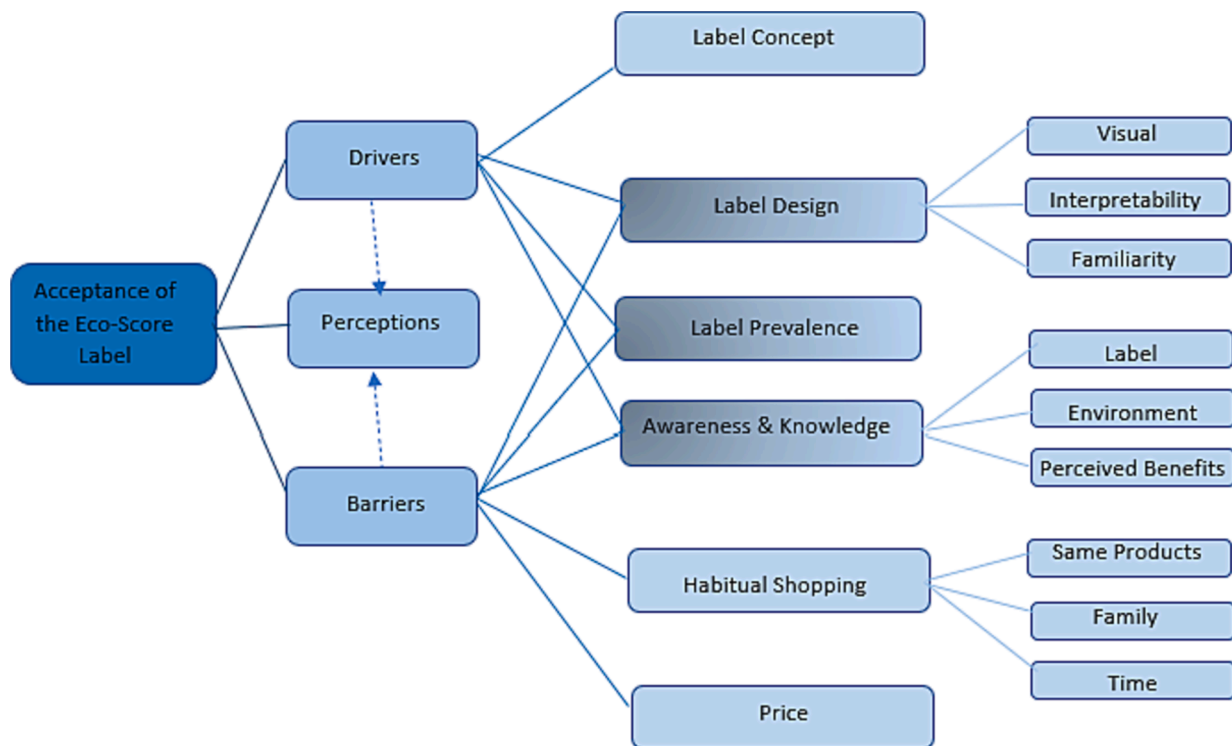 Acceptance of
the Eco-Score
Label
Drivers
Perceptions
Barriers
Label Concept
Label Design
Label Prevalence
Awareness & Knowledge
Habitual Shopping
Price
Visual
Interpretability
Familiarity
Label
Environment
Perceived Benefits
Same Products
Family
Time